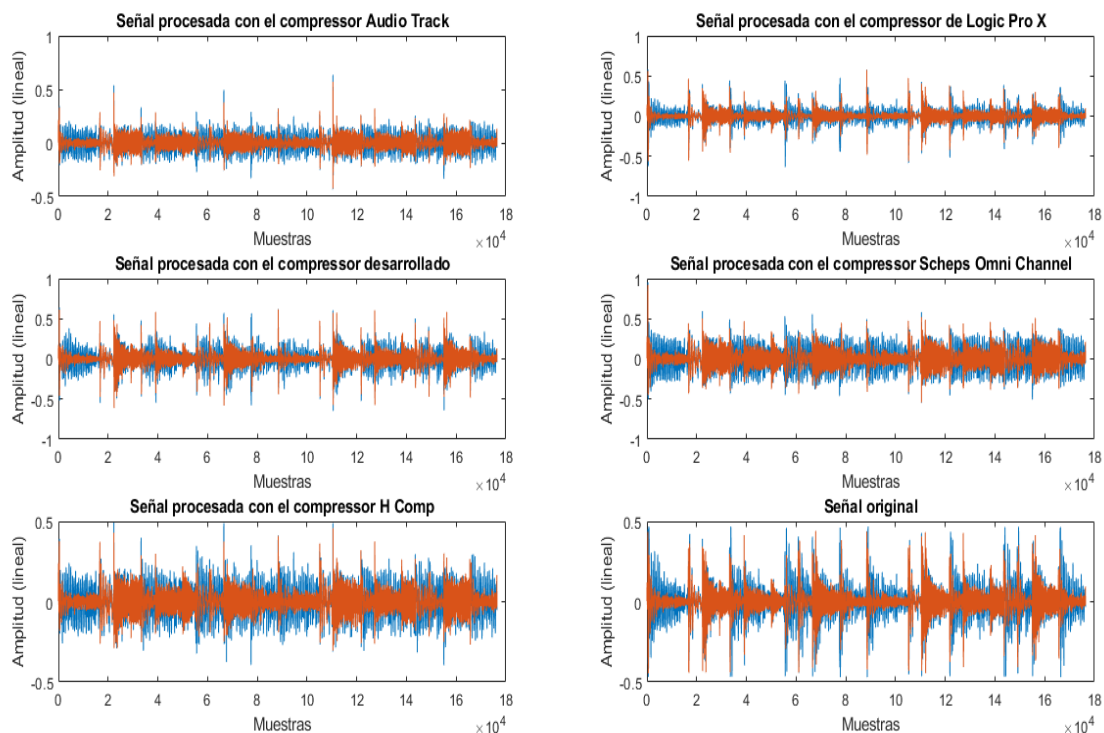 Señal procesada con el compressor Audio Track
1
0.5
0
-0.5
Amplitud (lineal)
0 2 4 6 8 10 12 14 16 18
Muestras
×10^4
Señal procesada con el compresor de Logic Pro X
1
0.5
0
-0.5
-1
Amplitud (lineal)
0 2 4 6 8 10 12 14 16 18
Muestras
×10^4
Señal procesada con el compressor desarrollado
1
0.5
0
-0.5
-1
Amplitud (lineal)
0 2 4 6 8 10 12 14 16 18
Muestras
×10^4
Señal procesada con el compressor Scheps Omni Channel
1
0.5
0
-0.5
-1
Amplitud (lineal)
0 2 4 6 8 10 12 14 16 18
Muestras
×10^4
Señal procesada con el compressor H Comp
0.5
0
-0.5
Amplitud (lineal)
0 2 4 6 8 10 12 14 16 18
Muestras
×10^4
Señal original
0.5
0
-0.5
Amplitud (lineal)
0 2 4 6 8 10 12 14 16 18
Muestras
×10^4